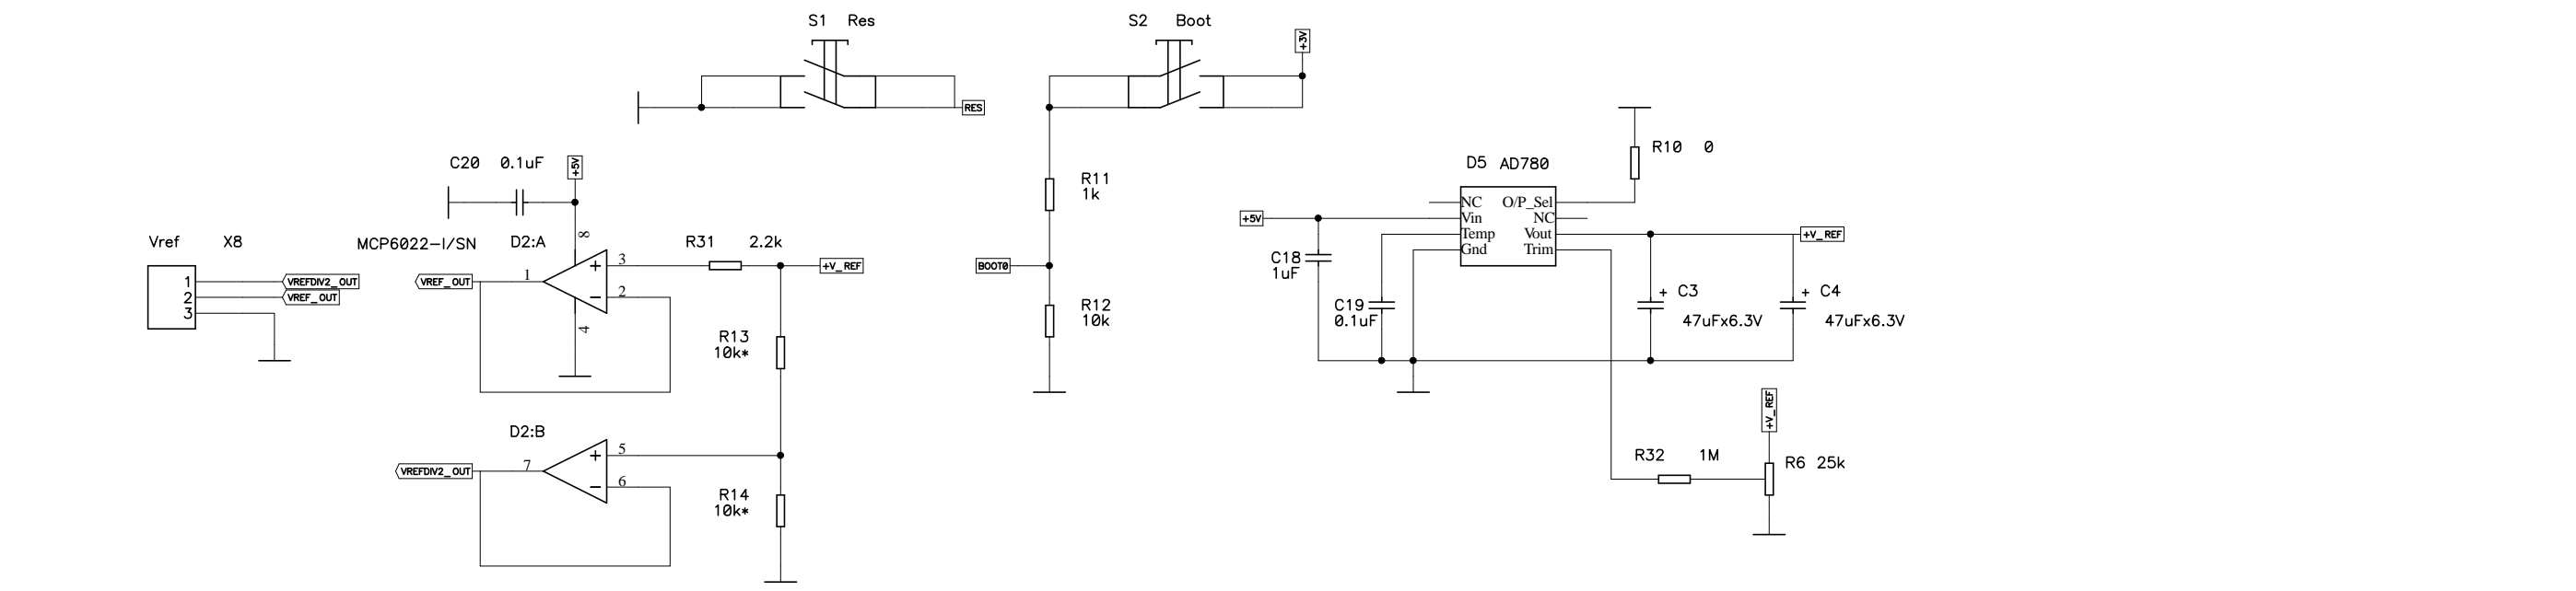 S1 Res
S2 Boot
+3V
RES
R10 0
C20 0.1uF
+5V
D5 AD780
R11
1k
NC O/P_Sel
+5V
Vin NC
Temp Vout
Gnd Trim
+V_REF
Vref X8
MCP6022-I/SN D2:A
8
R31 2.2k
3
+V_REF
BOOT0
C18
1uF
1
VREFDIV2_OUT
VREF_OUT
1
+
2
VREF_OUT
−
2
3
4
C19
0.1uF
R12
10k
+ C3
47uFx6.3V
+ C4
47uFx6.3V
R13
10k*
+V_REF
D2:B
5
+
VREFDIV2_OUT
7
−
6
R32 1M
R6 25k
R14
10k*